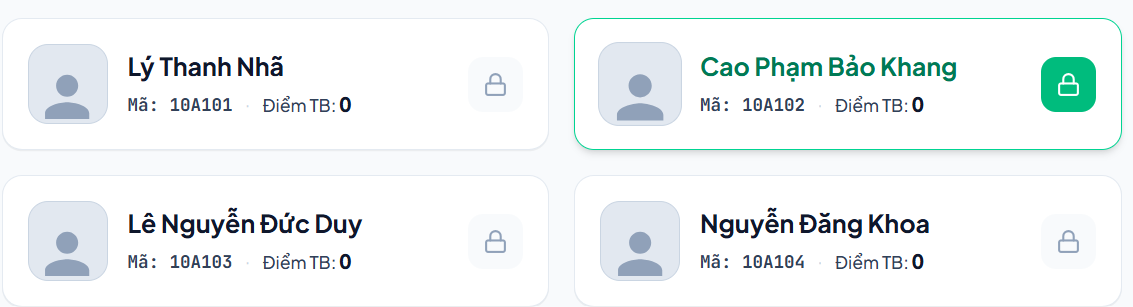 Lý Thanh Nhã
Mã: 10A101 · Điểm TB: 0
Cao Phạm Bảo Khang
Mã: 10A102 · Điểm TB: 0
Lê Nguyễn Đức Duy
Mã: 10A103 · Điểm TB: 0
Nguyễn Đăng Khoa
Mã: 10A104 · Điểm TB: 0